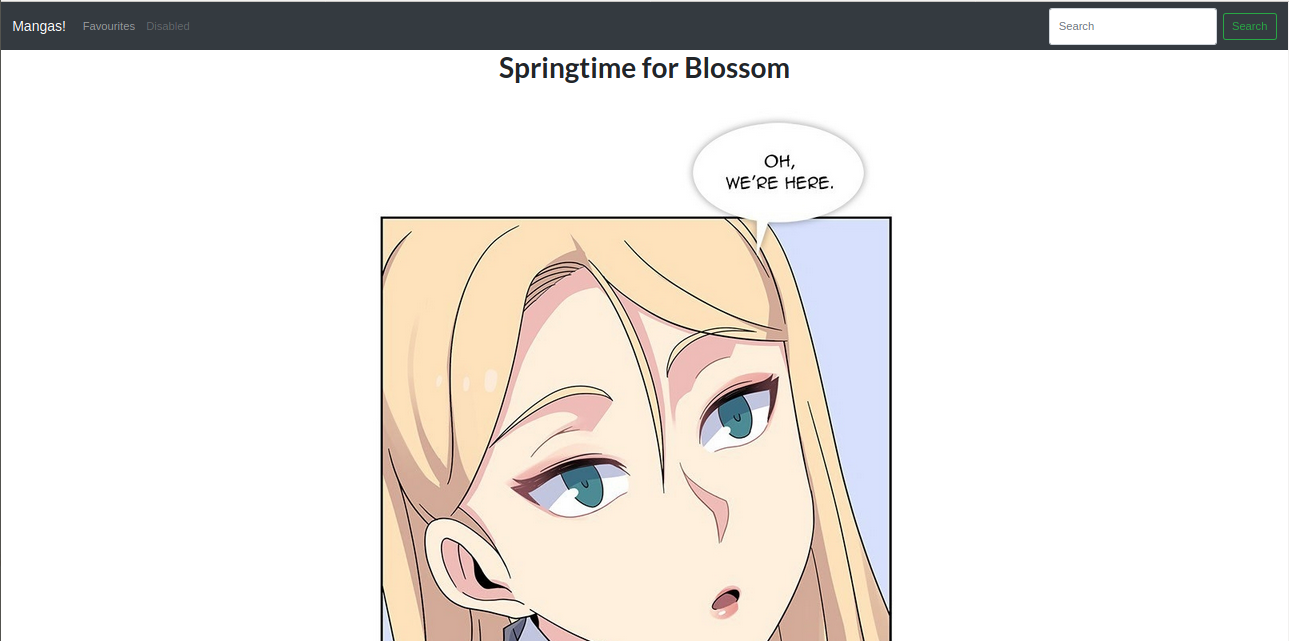 Mangas! Favourites Disabled Search Search
Springtime for Blossom
OH,
WE'RE HERE.